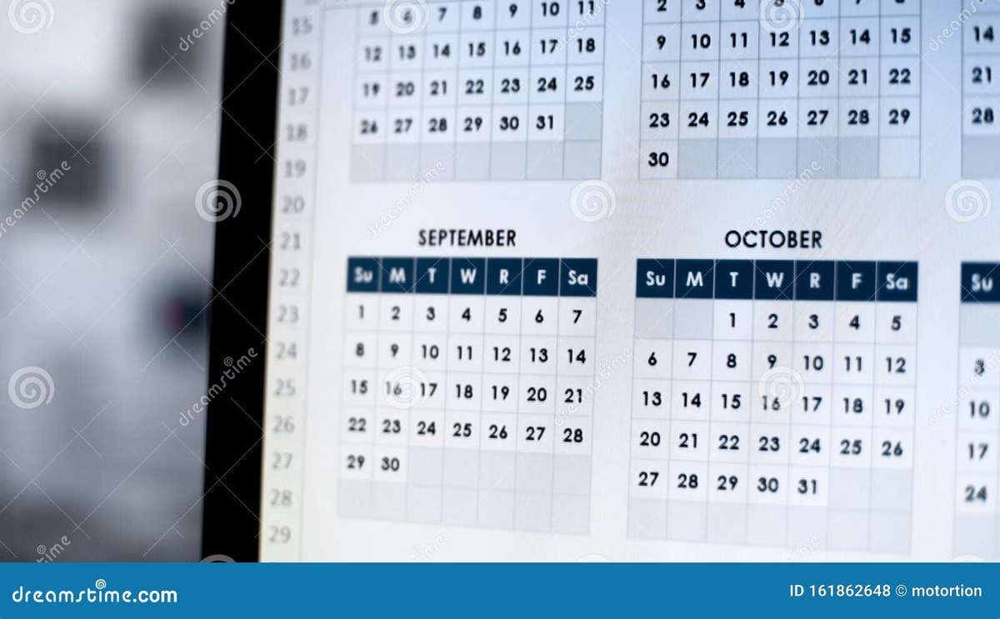 15 5 6 7 8 9 10 11 2 3 4 5 6 7 8
16 12 13 14 15 16 17 18 9 10 11 12 13 14 15 14
17 19 20 21 22 23 24 25 16 17 18 19 20 21 22 21
18 26 27 28 29 30 31 23 24 25 26 27 28 29 28
19 30
20
21 SEPTEMBER OCTOBER
22 Su M T W R F Sa Su M T W R F Sa Su
23 1 2 3 4 5 6 7 1 2 3 4 5
24 8 9 10 11 12 13 14 6 7 8 9 10 11 12 3
25 15 16 17 18 19 20 21 13 14 15 16 17 18 19 10
26 22 23 24 25 26 27 28 20 21 22 23 24 25 26 17
27 29 30 27 28 29 30 31 24
28
29
dreamstime.com ID 161862648 © motortion